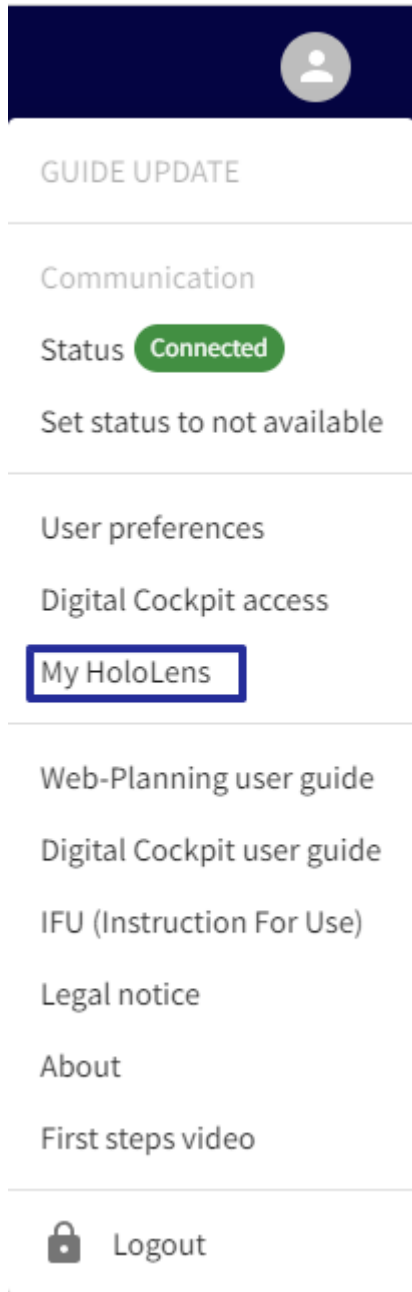 GUIDE UPDATE
Communication
Status Connected
Set status to not available
User preferences
Digital Cockpit access
My HoloLens
Web-Planning user guide
Digital Cockpit user guide
IFU (Instruction For Use)
Legal notice
About
First steps video
Logout